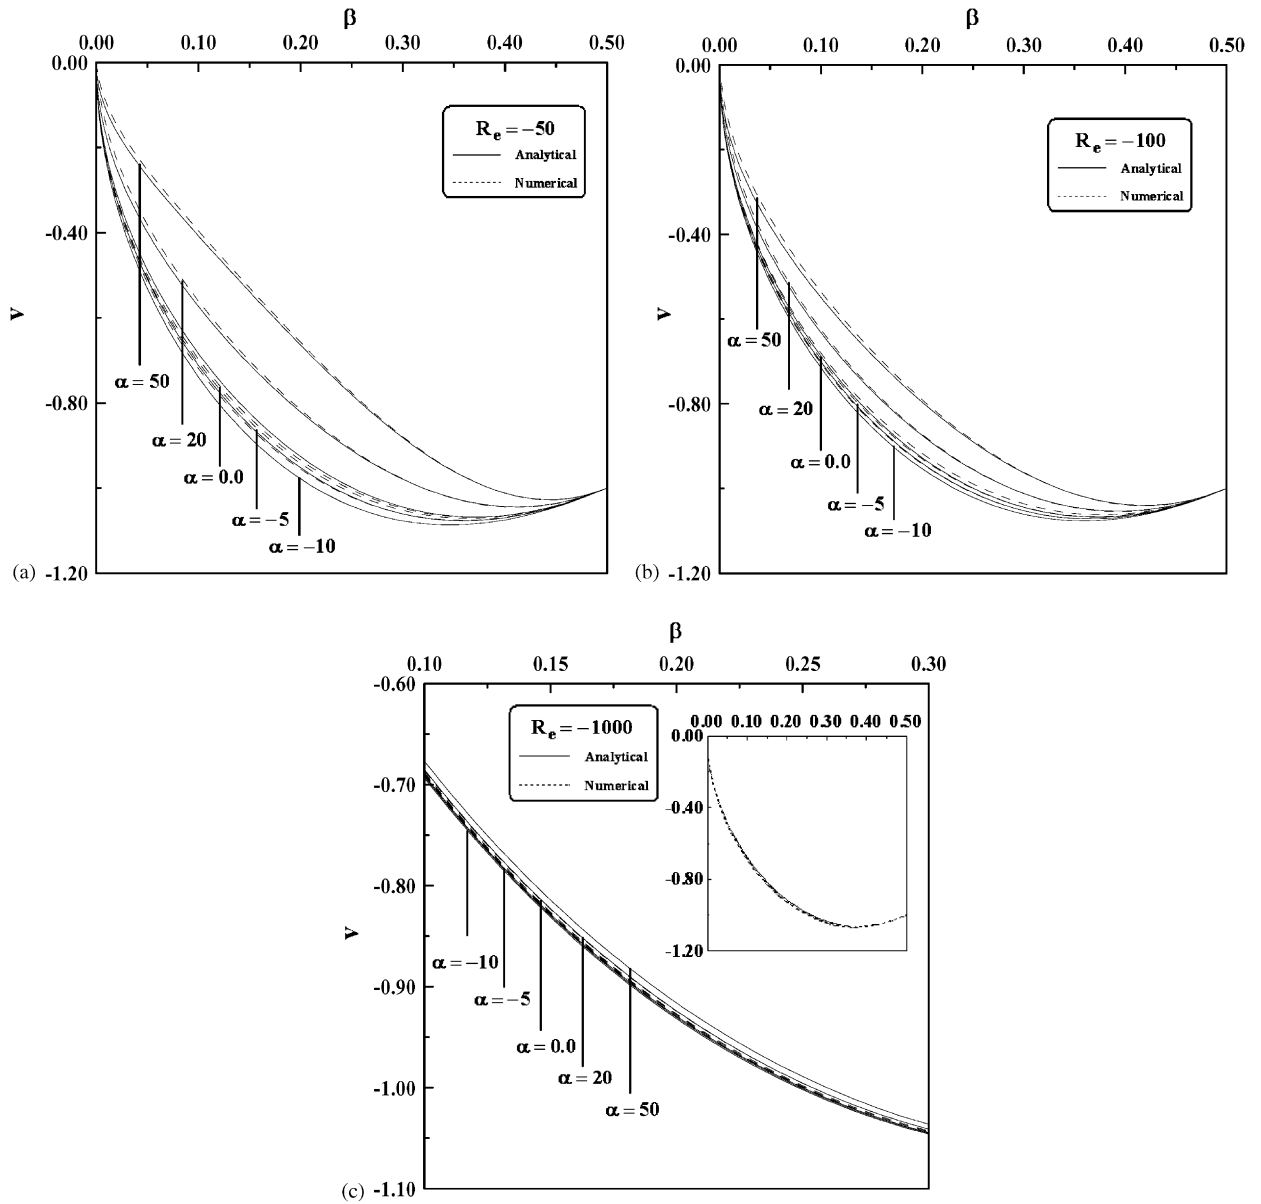 β
0.00 0.10 0.20 0.30 0.40 0.50
0.00
-0.40
-0.80
-1.20
v
R_e = −50
Analytical
Numerical
α = 50
α = 20
α = 0.0
α = −5
α = −10
(a)
β
0.00 0.10 0.20 0.30 0.40 0.50
0.00
-0.40
-0.80
-1.20
v
R_e = −100
Analytical
Numerical
α = 50
α = 20
α = 0.0
α = −5
α = −10
(b)
β
0.10 0.15 0.20 0.25 0.30
-0.60
-0.70
-0.80
-0.90
-1.00
-1.10
v
R_e = −1000
Analytical
Numerical
0.00 0.10 0.20 0.30 0.40 0.50
0.00
-0.40
-0.80
-1.20
α = −10
α = −5
α = 0.0
α = 20
α = 50
(c)